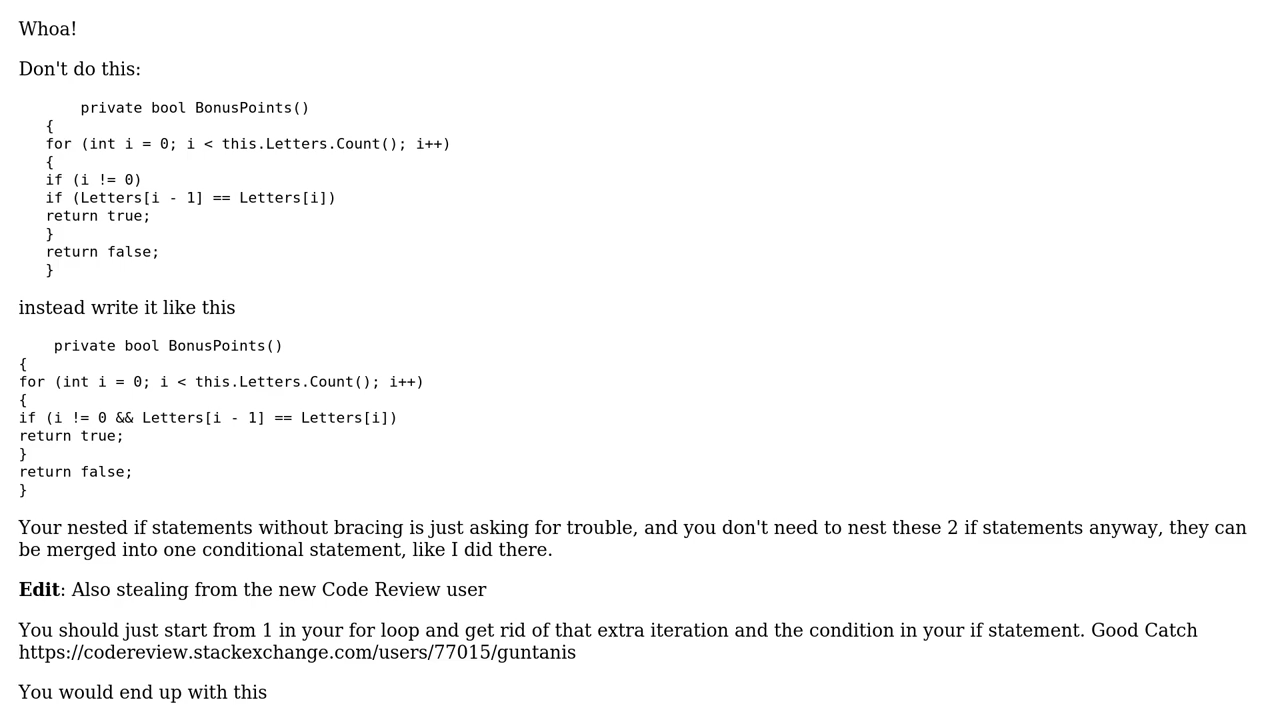 Whoa!
Don't do this:
private bool BonusPoints()
{
for (int i = 0; i < this.Letters.Count(); i++)
{
if (i != 0)
if (Letters[i - 1] == Letters[i])
return true;
}
return false;
}
instead write it like this
private bool BonusPoints()
{
for (int i = 0; i < this.Letters.Count(); i++)
{
if (i != 0 && Letters[i - 1] == Letters[i])
return true;
}
return false;
}
Your nested if statements without bracing is just asking for trouble, and you don't need to nest these 2 if statements anyway, they can
be merged into one conditional statement, like I did there.
Edit: Also stealing from the new Code Review user
You should just start from 1 in your for loop and get rid of that extra iteration and the condition in your if statement. Good Catch
https://codereview.stackexchange.com/users/77015/guntanis
You would end up with this